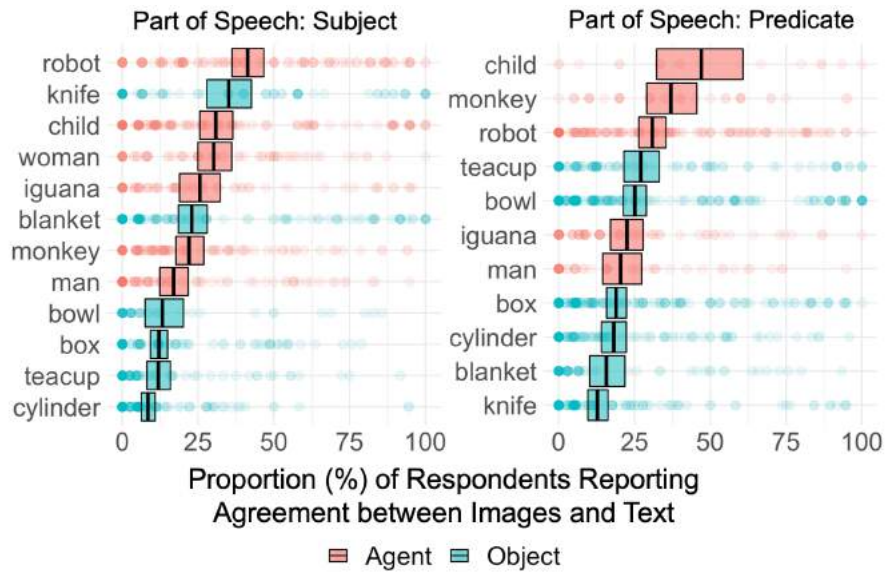 Part of Speech: Subject
robot
knife
child
woman
iguana
blanket
monkey
man
bowl
box
teacup
cylinder
0 25 50 75 100
Part of Speech: Predicate
child
monkey
robot
teacup
bowl
iguana
man
box
cylinder
blanket
knife
0 25 50 75 100
Proportion (%) of Respondents Reporting
Agreement between Images and Text
Agent Object